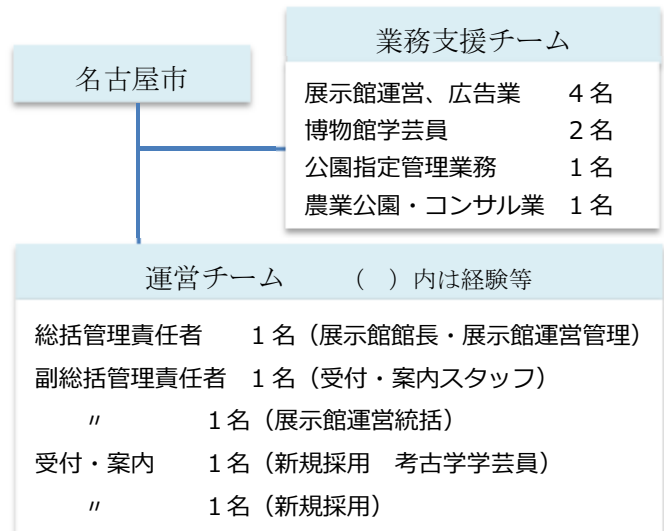 名古屋市
業務支援チーム
展示館運営、広告業　４名
博物館学芸員　２名
公園指定管理業務　１名
農業公園・コンサル業　１名
運営チーム　（　）内は経験等
総括管理責任者　１名（展示館館長・展示館運営管理）
副総括管理責任者　１名（受付・案内スタッフ）
〃　１名（展示館運営統括）
受付・案内　１名（新規採用　考古学学芸員）
〃　１名（新規採用）